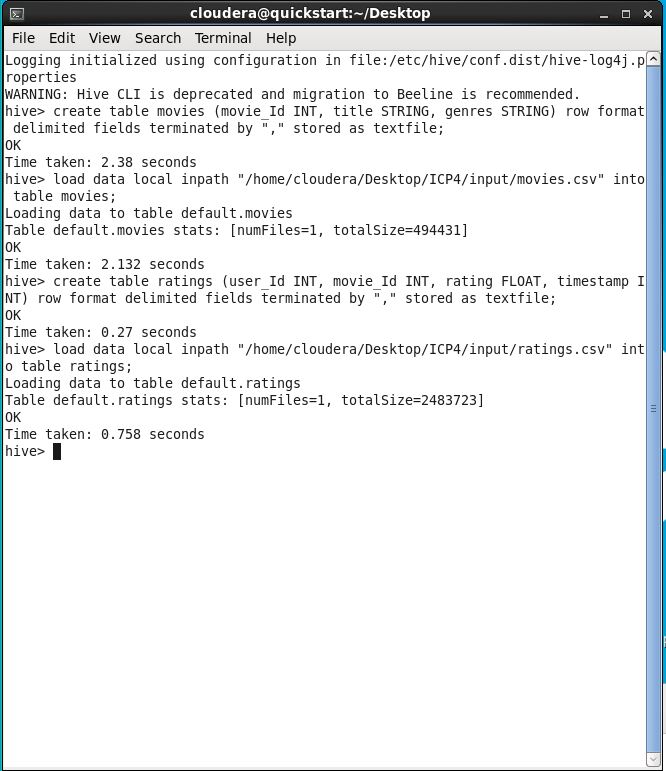 cloudera@quickstart:~/Desktop
File Edit View Search Terminal Help
Logging initialized using configuration in file:/etc/hive/conf.dist/hive-log4j.p
roperties
WARNING: Hive CLI is deprecated and migration to Beeline is recommended.
hive> create table movies (movie_Id INT, title STRING, genres STRING) row format
 delimited fields terminated by "," stored as textfile;
OK
Time taken: 2.38 seconds
hive> load data local inpath "/home/cloudera/Desktop/ICP4/input/movies.csv" into
 table movies;
Loading data to table default.movies
Table default.movies stats: [numFiles=1, totalSize=494431]
OK
Time taken: 2.132 seconds
hive> create table ratings (user_Id INT, movie_Id INT, rating FLOAT, timestamp I
NT) row format delimited fields terminated by "," stored as textfile;
OK
Time taken: 0.27 seconds
hive> load data local inpath "/home/cloudera/Desktop/ICP4/input/ratings.csv" int
o table ratings;
Loading data to table default.ratings
Table default.ratings stats: [numFiles=1, totalSize=2483723]
OK
Time taken: 0.758 seconds
hive>